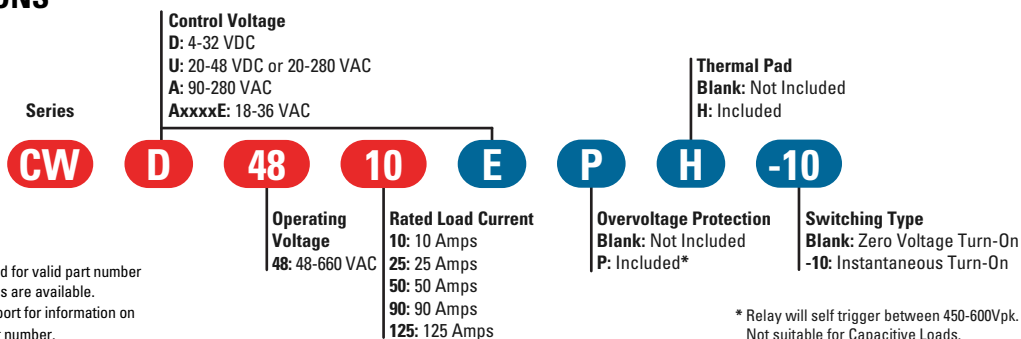 Control Voltage
D: 4-32 VDC
U: 20-48 VDC or 20-280 VAC
A: 90-280 VAC
AxxxxE: 18-36 VAC
Thermal Pad
Blank: Not Included
H: Included
Series
CW D 48 10 E P H -10
Operating
Voltage
48: 48-660 VAC
Rated Load Current
10: 10 Amps
25: 25 Amps
50: 50 Amps
90: 90 Amps
125: 125 Amps
Overvoltage Protection
Blank: Not Included
P: Included*
Switching Type
Blank: Zero Voltage Turn-On
-10: Instantaneous Turn-On
d for valid part number
s are available.
port for information on
number.
* Relay will self trigger between 450-600Vpk.
Not suitable for Capacitive Loads.